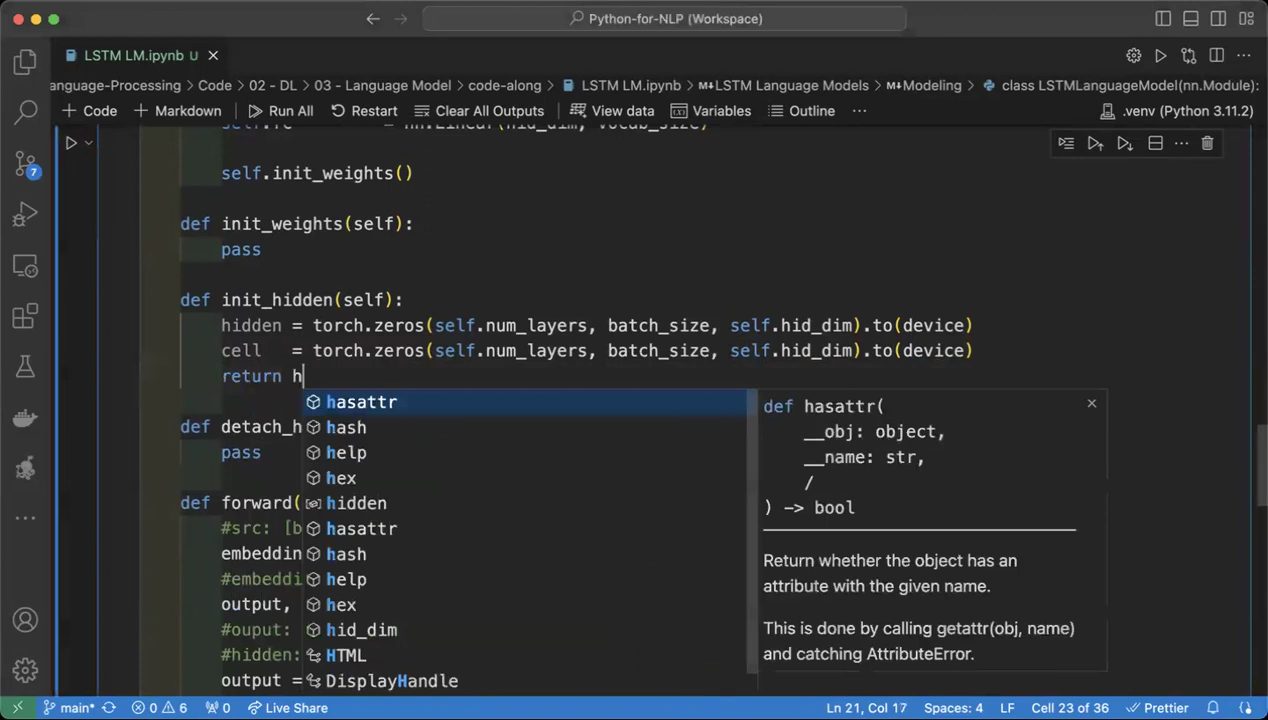 Python-for-NLP (Workspace)
LSTM LM.ipynb U
anguage-Processing Code 02 - DL 03 - Language Model code-along LSTM LM.ipynb LSTM Language Models Modeling class LSTMLanguageModel(nn.Module):
Code Markdown Run All Restart Clear All Outputs View data Variables Outline ... .venv (Python 3.11.2)
self.fc = nn.Linear(hid_dim, vocab_size)
self.init_weights()
def init_weights(self):
pass
def init_hidden(self):
hidden = torch.zeros(self.num_layers, batch_size, self.hid_dim).to(device)
cell = torch.zeros(self.num_layers, batch_size, self.hid_dim).to(device)
return h
def detach_h
pass
def forward(
#src: [b
embeddin
#embeddi
output,
#ouput:
#hidden:
output =
hasattr
hash
help
hex
hidden
hasattr
hash
help
hex
hid_dim
HTML
DisplayHandle
def hasattr(
__obj: object,
__name: str,
/
) -> bool
Return whether the object has an
attribute with the given name.
This is done by calling getattr(obj, name)
and catching AttributeError.
7
main* 0 6 0 Live Share Ln 21, Col 17 Spaces: 4 LF Cell 23 of 36 Prettier